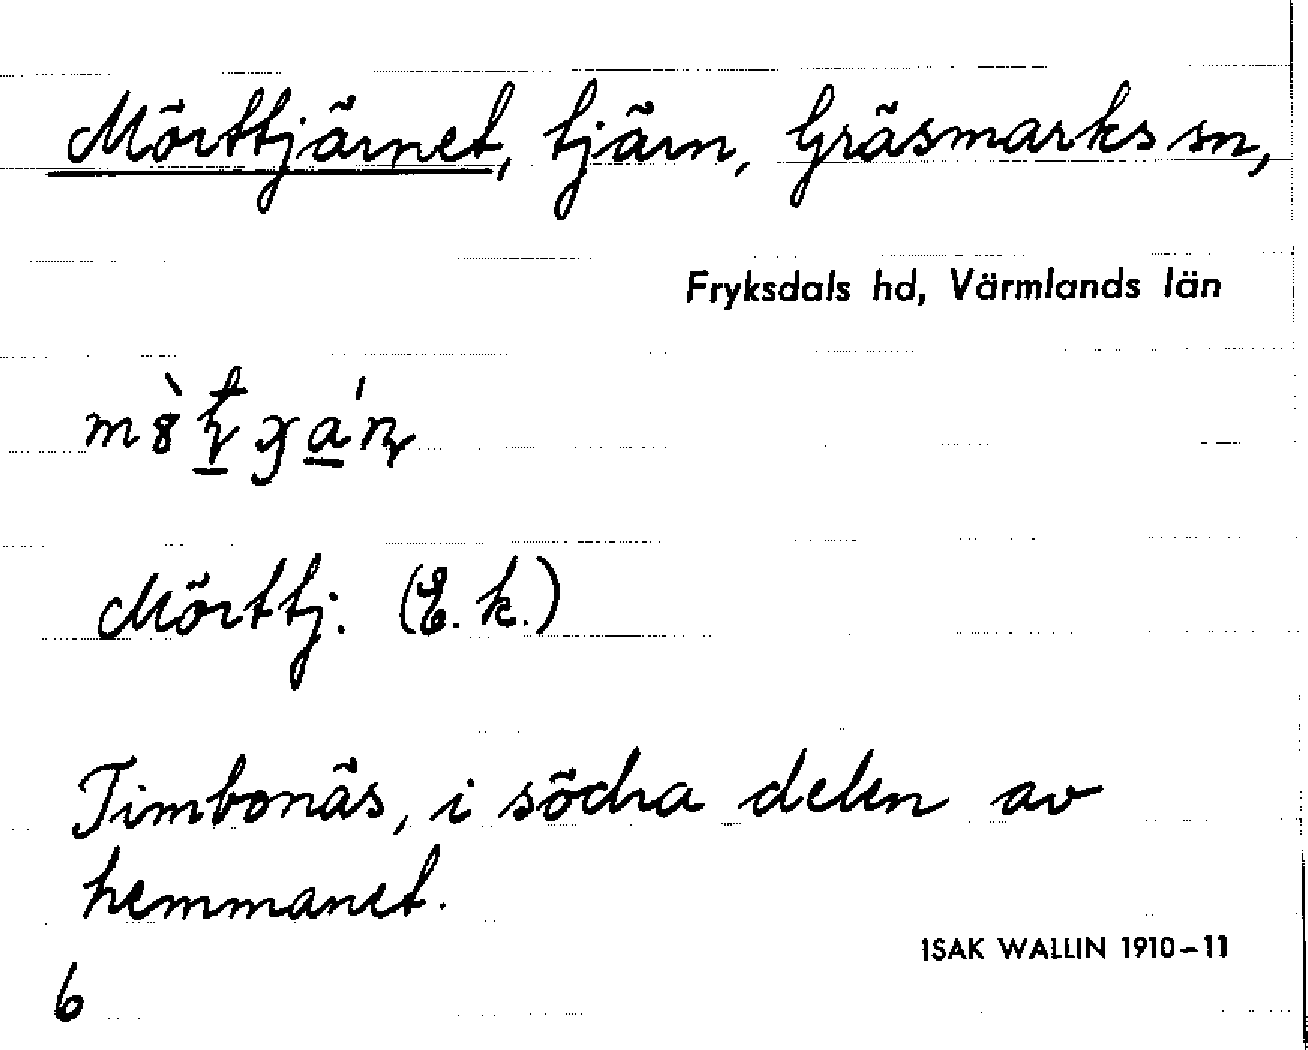 Mörttjärnet, tjärn, Gräsmarks sn,
Fryksdals hd, Värmlands län
Mörttj. (E. k.)
Timbonäs, i södra delen av
hemmanet.
ISAK WALLIN 1910–11
6